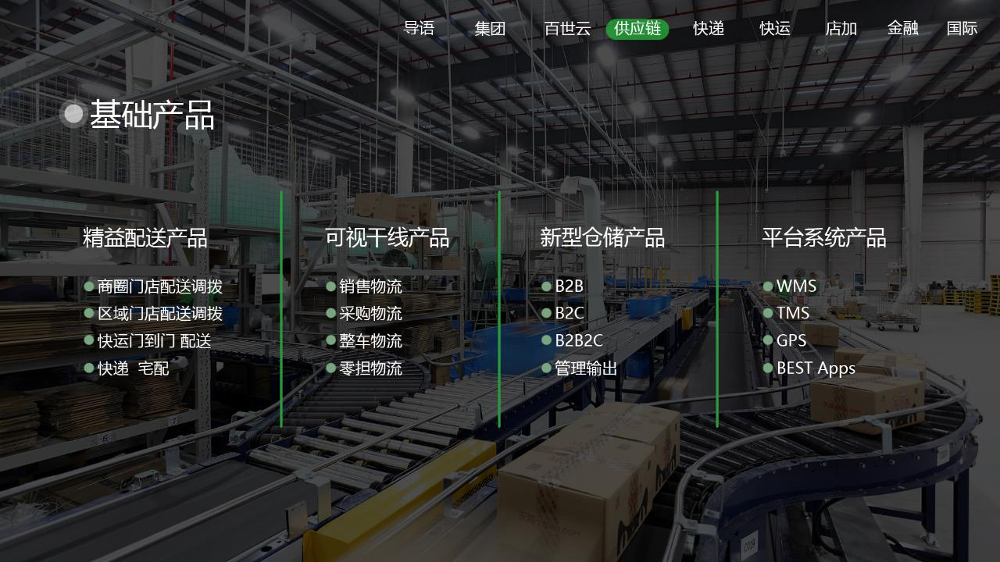 导语 集团 百世云 供应链 快递 快运 店加 金融 国际
基础产品
精益配送产品
商圈门店配送调拨
区域门店配送调拨
快运门到门 配送
快递 宅配
可视干线产品
销售物流
采购物流
整车物流
零担物流
新型仓储产品
B2B
B2C
B2B2C
管理输出
平台系统产品
WMS
TMS
GPS
BEST Apps